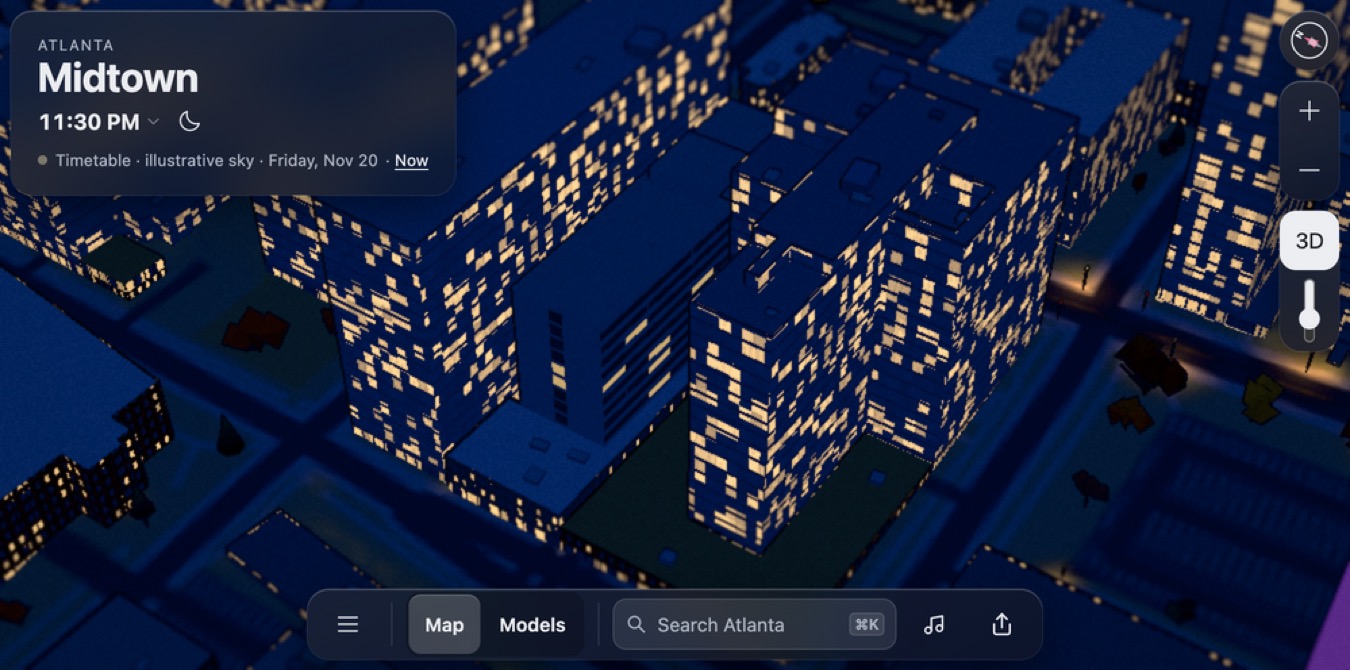 ATLANTA
Midtown
11:30 PM
Timetable · illustrative sky · Friday, Nov 20 · Now
N
3D
Map
Models
Search Atlanta
⌘K